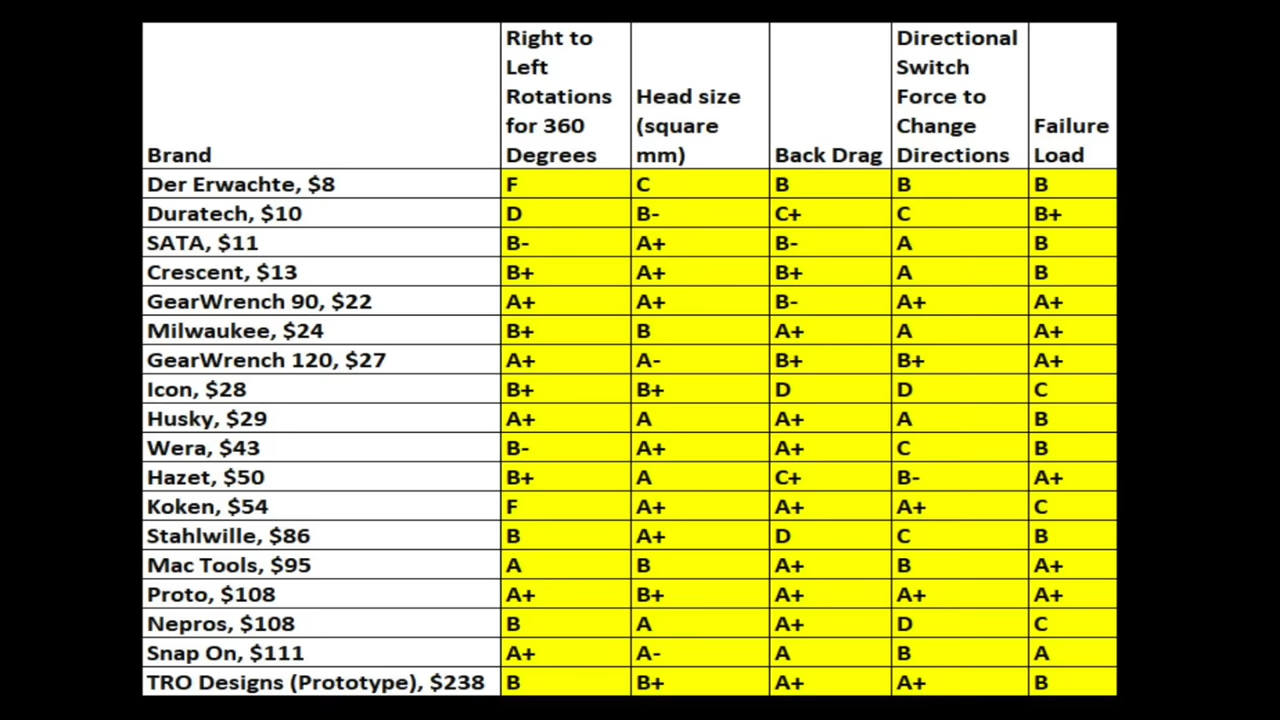 Brand | Right to Left Rotations for 360 Degrees | Head size (square mm) | Back Drag | Directional Switch Force to Change Directions | Failure Load
Der Erwachte, $8 | F | C | B | B | B
Duratech, $10 | D | B- | C+ | C | B+
SATA, $11 | B- | A+ | B- | A | B
Crescent, $13 | B+ | A+ | B+ | A | B
GearWrench 90, $22 | A+ | A+ | B- | A+ | A+
Milwaukee, $24 | B+ | B | A+ | A | A+
GearWrench 120, $27 | A+ | A- | B+ | B+ | A+
Icon, $28 | B+ | B+ | D | D | C
Husky, $29 | A+ | A | A+ | A | B
Wera, $43 | B- | A+ | A+ | C | B
Hazet, $50 | B+ | A | C+ | B- | A+
Koken, $54 | F | A+ | A+ | A+ | C
Stahlwille, $86 | B | A+ | D | C | B
Mac Tools, $95 | A | B | A+ | B | A+
Proto, $108 | A+ | B+ | A+ | A+ | A+
Nepros, $108 | B | A | A+ | D | C
Snap On, $111 | A+ | A- | A | B | A
TRO Designs (Prototype), $238 | B | B+ | A+ | A+ | B